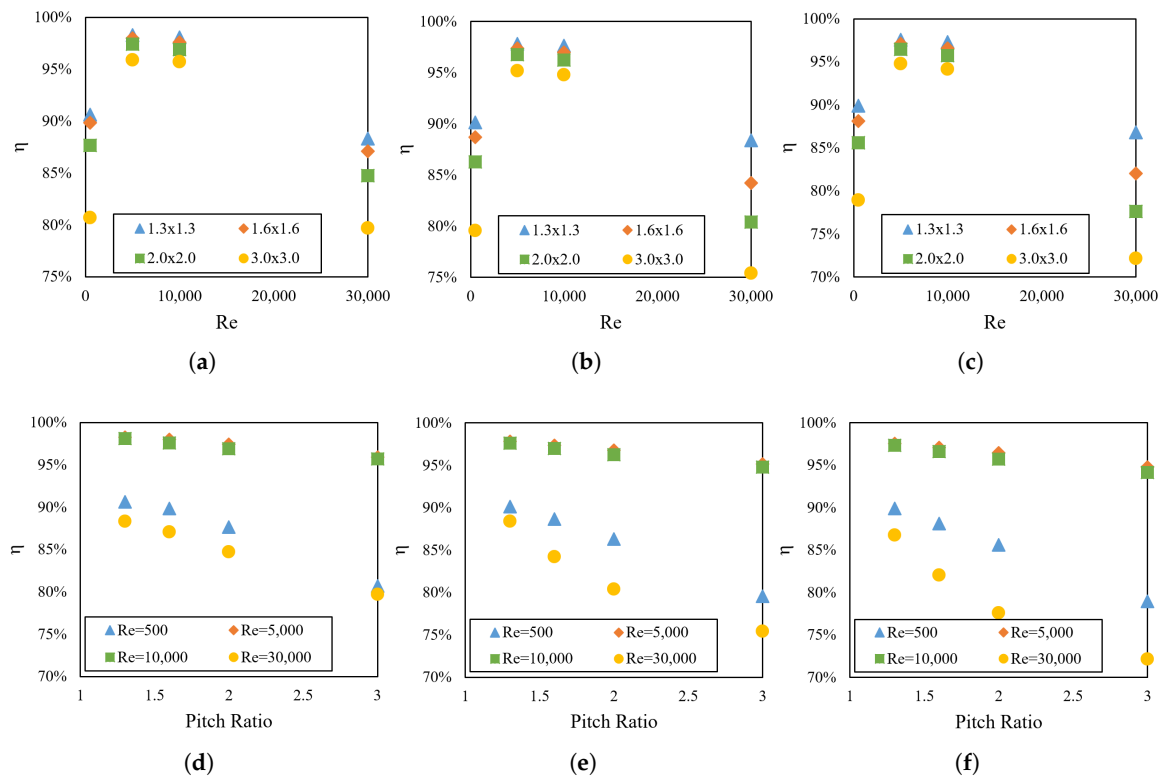 100%
95%
90%
η
85%
80%
75%
1.3x1.3 1.6x1.6
2.0x2.0 3.0x3.0
0 10,000 20,000 30,000
Re
(a)
100%
95%
90%
η
85%
80%
75%
1.3x1.3 1.6x1.6
2.0x2.0 3.0x3.0
0 10,000 20,000 30,000
Re
(b)
100%
95%
90%
η
85%
80%
75%
70%
1.3x1.3 1.6x1.6
2.0x2.0 3.0x3.0
0 10,000 20,000 30,000
Re
(c)
100%
95%
90%
η
85%
80%
75%
70%
Re=500 Re=5,000
Re=10,000 Re=30,000
1 1.5 2 2.5 3
Pitch Ratio
(d)
100%
95%
90%
η
85%
80%
75%
70%
Re=500 Re=5,000
Re=10,000 Re=30,000
1 1.5 2 2.5 3
Pitch Ratio
(e)
100%
95%
90%
η
85%
80%
75%
70%
Re=500 Re=5,000
Re=10,000 Re=30,000
1 1.5 2 2.5 3
Pitch Ratio
(f)